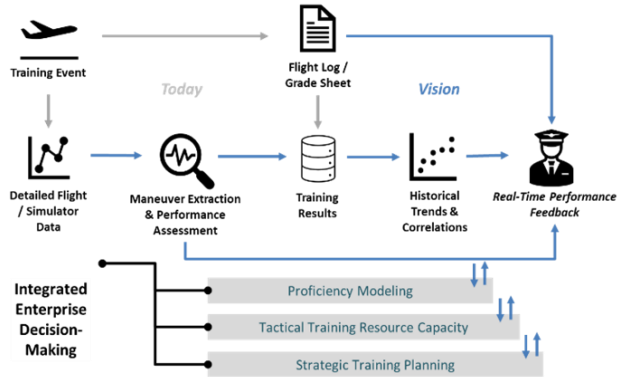 Training Event
Flight Log /
Grade Sheet
Today
Vision
Detailed Flight
/ Simulator
Data
Maneuver Extraction
& Performance
Assessment
Training
Results
Historical
Trends &
Correlations
Real-Time Performance
Feedback
Integrated
Enterprise
Decision-
Making
Proficiency Modeling
Tactical Training Resource Capacity
Strategic Training Planning